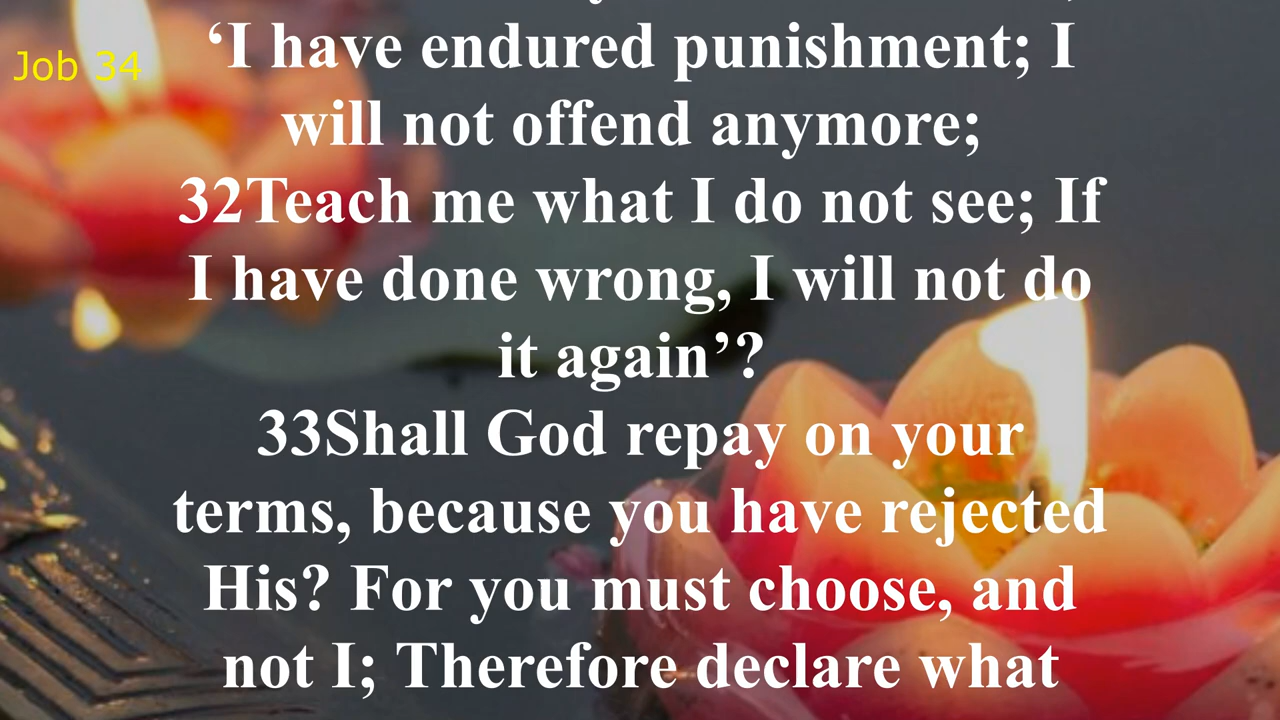 Job 34
‘I have endured punishment; I
will not offend anymore;
32Teach me what I do not see; If
I have done wrong, I will not do
it again’?
33Shall God repay on your
terms, because you have rejected
His? For you must choose, and
not I; Therefore declare what